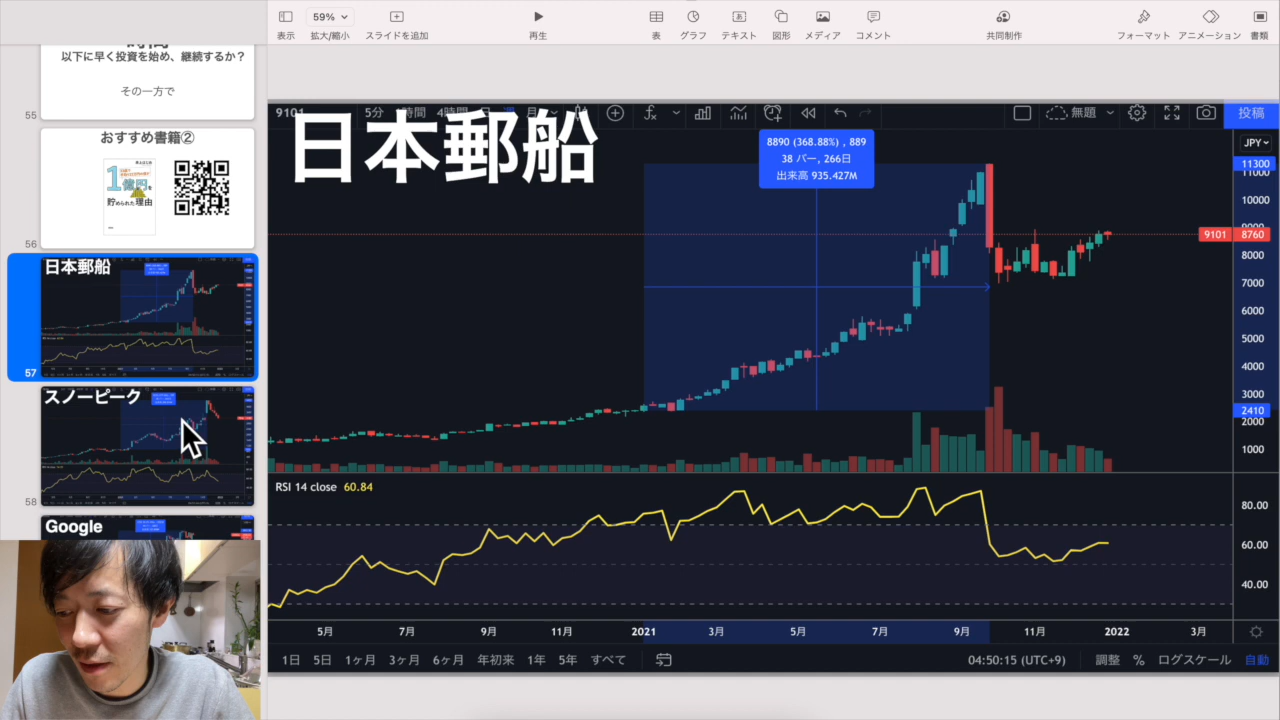 59%
表示
拡大/縮小
スライドを追加
再生
表
グラフ
テキスト
図形
メディア
コメント
共同制作
フォーマット
アニメーション
書類
以下に早く投資を始め、継続するか？
その一方で
55
おすすめ書籍②
1億円を
貯められた理由
56
日本郵船
57
スノーピーク
58
Google
9101
5分
4時間
無題
投稿
日本郵船
8890 (368.88%) , 889
38 バー, 266日
出来高 935.427M
JPY
11300
11000
10000
9000
9101 8760
8000
7000
6000
5000
4000
3000
2410
2000
1000
RSI 14 close 60.84
80.00
60.00
40.00
5月
7月
9月
11月
2021
3月
5月
7月
9月
11月
2022
3月
1日
5日
1ヶ月
3ヶ月
6ヶ月
年初来
1年
5年
すべて
04:50:15 (UTC+9)
調整
%
ログスケール
自動